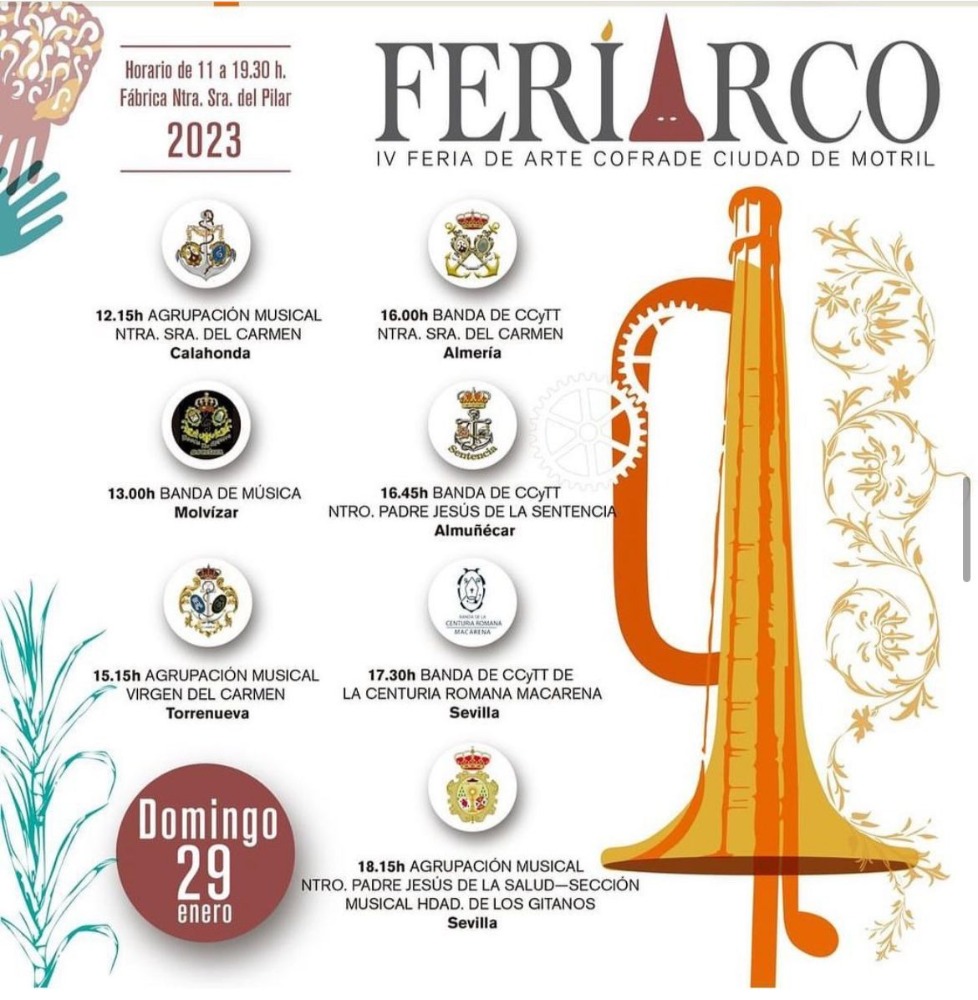 Horario de 11 a 19.30 h.
Fábrica Ntra. Sra. del Pilar
2023
FERIARCO
IV FERIA DE ARTE COFRADE CIUDAD DE MOTRIL
12.15h AGRUPACIÓN MUSICAL
NTRA. SRA. DEL CARMEN
Calahonda
16.00h BANDA DE CCyTT
NTRA. SRA. DEL CARMEN
Almería
13.00h BANDA DE MÚSICA
Molvízar
Sentencia
16.45h BANDA DE CCyTT
NTRO. PADRE JESÚS DE LA SENTENCIA
Almuñécar
15.15h AGRUPACIÓN MUSICAL
VIRGEN DEL CARMEN
Torrenueva
BANDA DE LA
CENTURIA ROMANA
MACARENA
17.30h BANDA DE CCyTT DE
LA CENTURIA ROMANA MACARENA
Sevilla
Domingo
29
enero
18.15h AGRUPACIÓN MUSICAL
NTRO. PADRE JESÚS DE LA SALUD—SECCIÓN
MUSICAL HDAD. DE LOS GITANOS
Sevilla